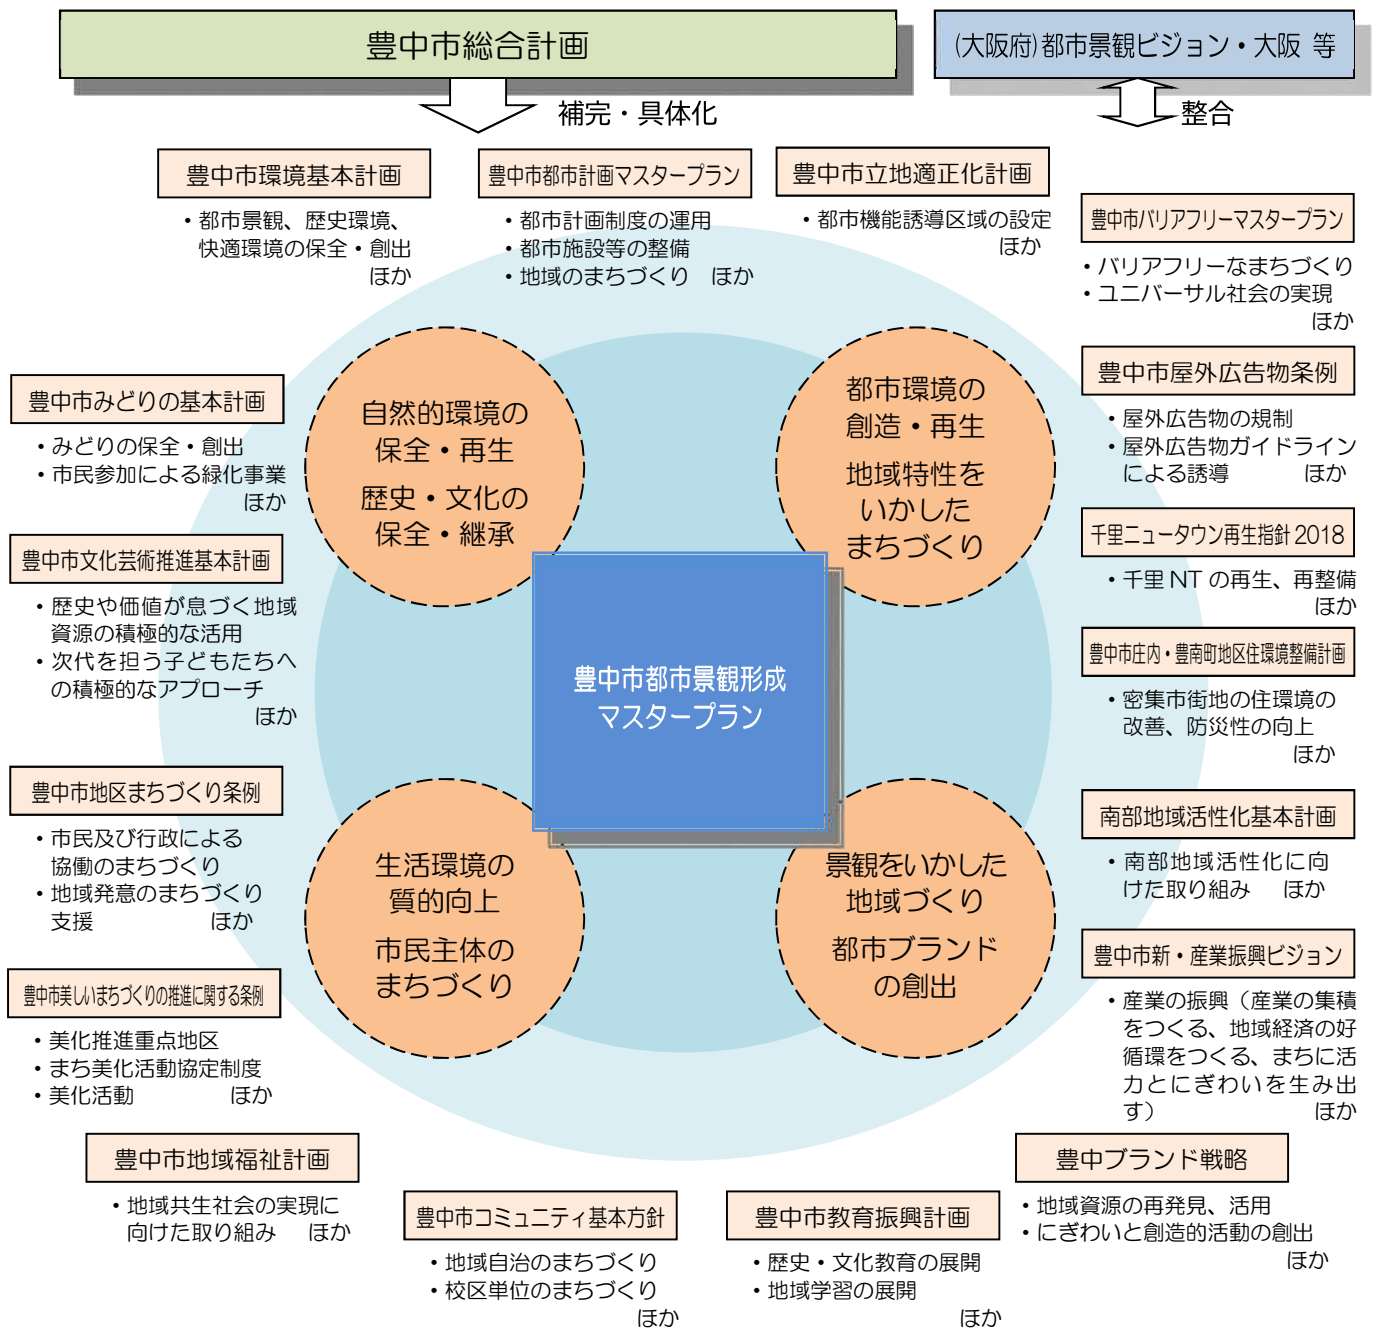 豊中市総合計画
(大阪府)都市景観ビジョン・大阪 等
補完・具体化
整合
豊中市環境基本計画
・都市景観、歴史環境、
快適環境の保全・創出
ほか
豊中市都市計画マスタープラン
・都市計画制度の運用
・都市施設等の整備
・地域のまちづくり ほか
豊中市立地適正化計画
・都市機能誘導区域の設定
ほか
豊中市バリアフリーマスタープラン
・バリアフリーなまちづくり
・ユニバーサル社会の実現
ほか
豊中市屋外広告物条例
・屋外広告物の規制
・屋外広告物ガイドライン
による誘導 ほか
千里ニュータウン再生指針2018
・千里NTの再生、再整備
ほか
豊中市庄内・豊南町地区住環境整備計画
・密集市街地の住環境の
改善、防災性の向上
ほか
南部地域活性化基本計画
・南部地域活性化に向
けた取り組み ほか
豊中市新・産業振興ビジョン
・産業の振興（産業の集積
をつくる、地域経済の好
循環をつくる、まちに活
力とにぎわいを生み出
す） ほか
豊中ブランド戦略
・地域資源の再発見、活用
・にぎわいと創造的活動の創出
ほか
豊中市みどりの基本計画
・みどりの保全・創出
・市民参加による緑化事業
ほか
豊中市文化芸術推進基本計画
・歴史や価値が息づく地域
資源の積極的な活用
・次代を担う子どもたちへ
の積極的なアプローチ
ほか
豊中市地区まちづくり条例
・市民及び行政による
協働のまちづくり
・地域発意のまちづくり
支援 ほか
豊中市美しいまちづくりの推進に関する条例
・美化推進重点地区
・まち美化活動協定制度
・美化活動 ほか
豊中市地域福祉計画
・地域共生社会の実現に
向けた取り組み ほか
豊中市コミュニティ基本方針
・地域自治のまちづくり
・校区単位のまちづくり
ほか
豊中市教育振興計画
・歴史・文化教育の展開
・地域学習の展開
ほか
自然的環境の
保全・再生
歴史・文化の
保全・継承
都市環境の
創造・再生
地域特性を
いかした
まちづくり
豊中市都市景観形成
マスタープラン
生活環境の
質的向上
市民主体の
まちづくり
景観をいかした
地域づくり
都市ブランド
の創出